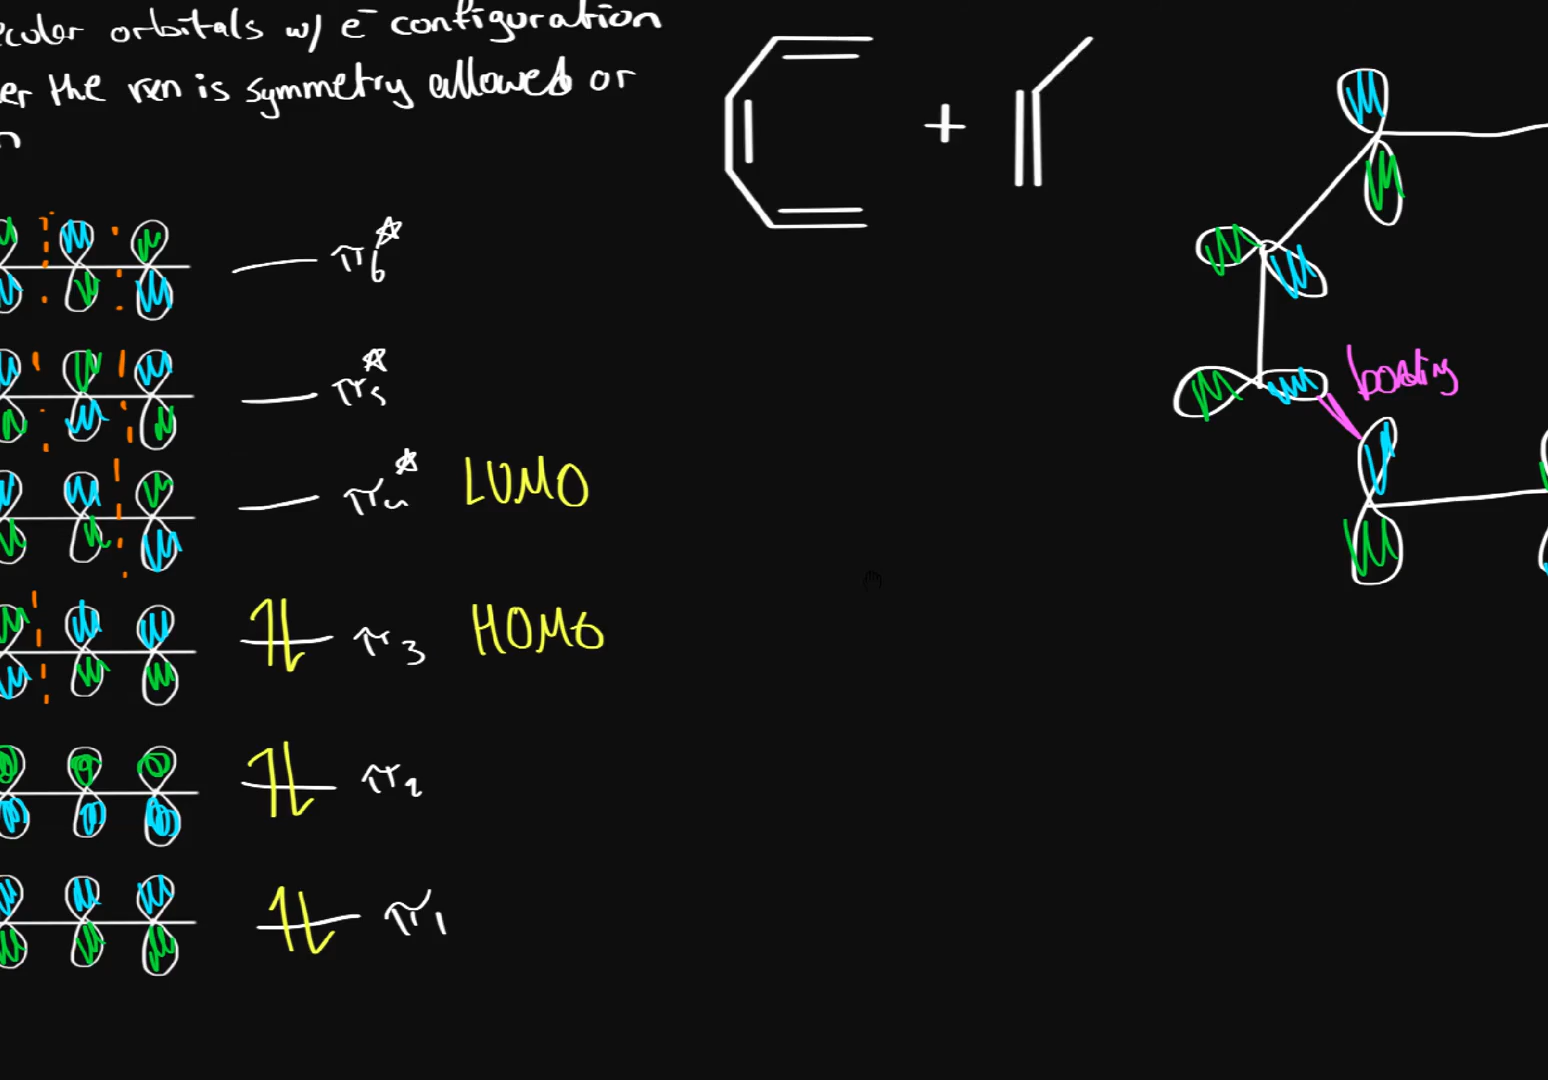 ecular orbitals w/ e⁻ configuration
er the rxn is symmetry allowed or
n
+
π6*
π5*
π4* LUMO
bonding
π3 HOMO
π2
π1